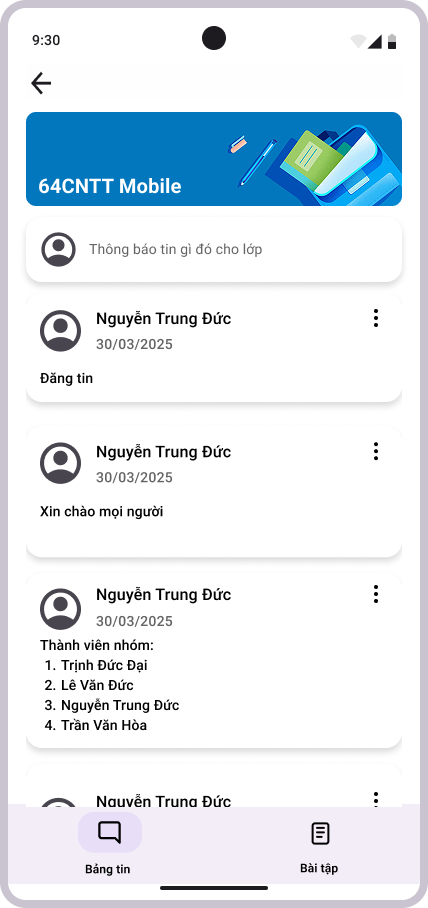 9:30
64CNTT Mobile
Thông báo tin gì đó cho lớp
Nguyễn Trung Đức
30/03/2025
Đăng tin
Nguyễn Trung Đức
30/03/2025
Xin chào mọi người
Nguyễn Trung Đức
30/03/2025
Thành viên nhóm:
1. Trịnh Đức Đại
2. Lê Văn Đức
3. Nguyễn Trung Đức
4. Trần Văn Hòa
Nguyễn Trung Đức
Bảng tin
Bài tập